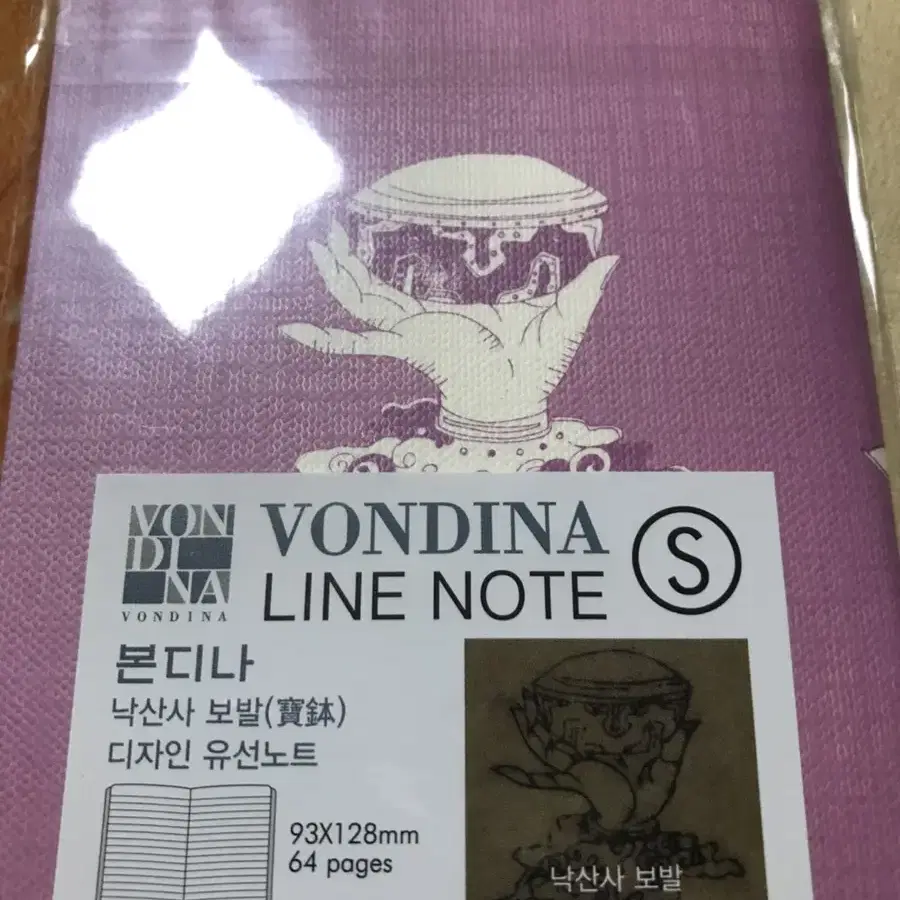 VON
DI
NA
VONDINA
VONDINA
LINE NOTE
S
본디나
낙산사 보발(寶鉢)
디자인 유선노트
93X128mm
64 pages
낙산사 보발